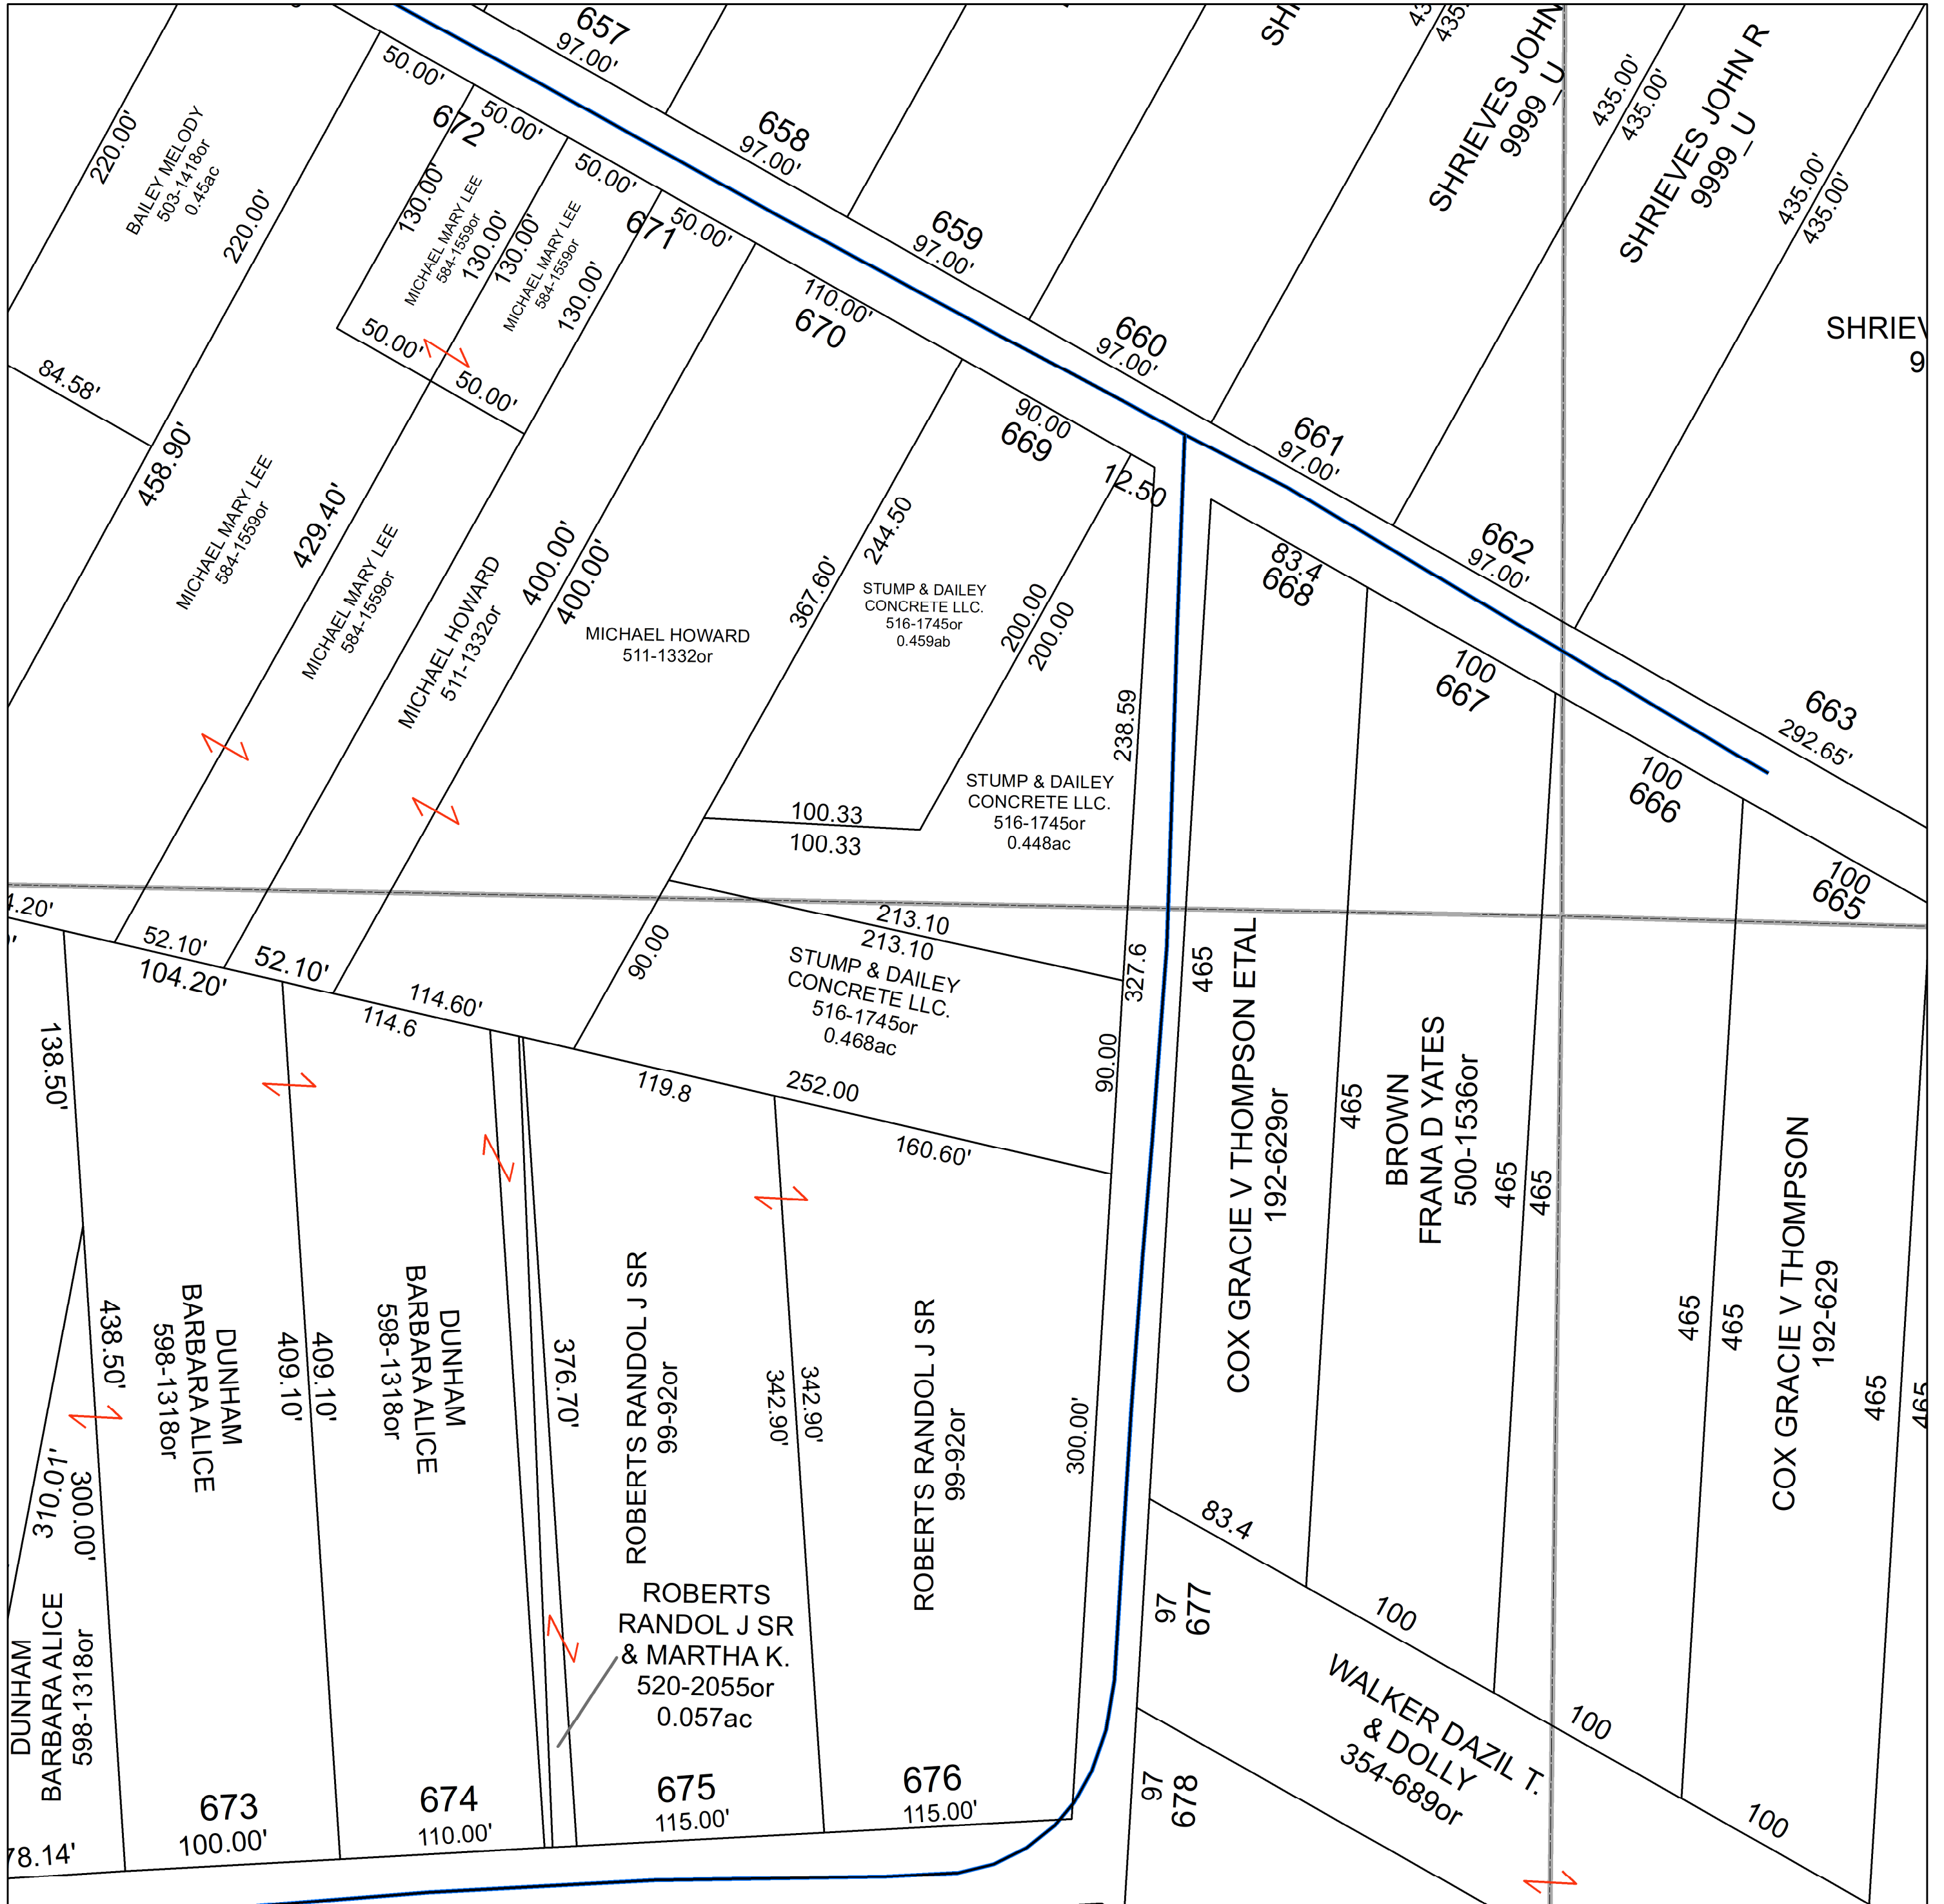 657
97.00'
658
97.00'
659
97.00'
660
97.00'
661
97.00'
662
97.00'
663
292.65'
SHRIEVES JOHN
9999_U
435.00'
435.00'
SHRIEVES JOHN R
9999_U
435.00'
435.00'
50.00'
672
50.00'
50.00'
671
50.00'
110.00'
670
90.00
669
12.50
83.4
668
100
667
100
666
100
665
220.00'
BAILEY MELODY
503-1418or
0.45ac
220.00'
130.00'
MICHAEL MARY LEE
584-1559or
130.00'
130.00'
MICHAEL MARY LEE
584-1559or
130.00'
50.00'
50.00'
84.58'
458.90'
MICHAEL MARY LEE
584-1559or
429.40'
MICHAEL MARY LEE
584-1559or
MICHAEL HOWARD
511-1332or
400.00'
400.00'
MICHAEL HOWARD
511-1332or
367.60'
244.50
STUMP & DAILEY
CONCRETE LLC.
516-1745or
0.459ab
200.00
200.00
238.59
STUMP & DAILEY
CONCRETE LLC.
516-1745or
0.448ac
100.33
100.33
213.10
213.10
STUMP & DAILEY
CONCRETE LLC.
516-1745or
0.468ac
90.00
327.6
90.00
52.10'
104.20'
52.10'
114.60'
114.6
119.8
252.00
160.60'
138.50'
438.50'
310.01'
300.00'
DUNHAM
BARBARA ALICE
598-1318or
DUNHAM
BARBARA ALICE
598-1318or
409.10'
409.10'
DUNHAM
BARBARA ALICE
598-1318or
376.70'
ROBERTS RANDOL J SR
99-92or
342.90'
342.90'
ROBERTS RANDOL J SR
99-92or
300.00'
ROBERTS
RANDOL J SR
& MARTHA K.
520-2055or
0.057ac
673
100.00'
674
110.00'
675
115.00'
676
115.00'
78.14'
465
COX GRACIE V THOMPSON ETAL
192-629or
465
BROWN
FRANA D YATES
500-1536or
465
465
465
465
COX GRACIE V THOMPSON
192-629
465
465
83.4
100
100
100
97
677
97
678
WALKER DAZIL T.
& DOLLY
354-689or